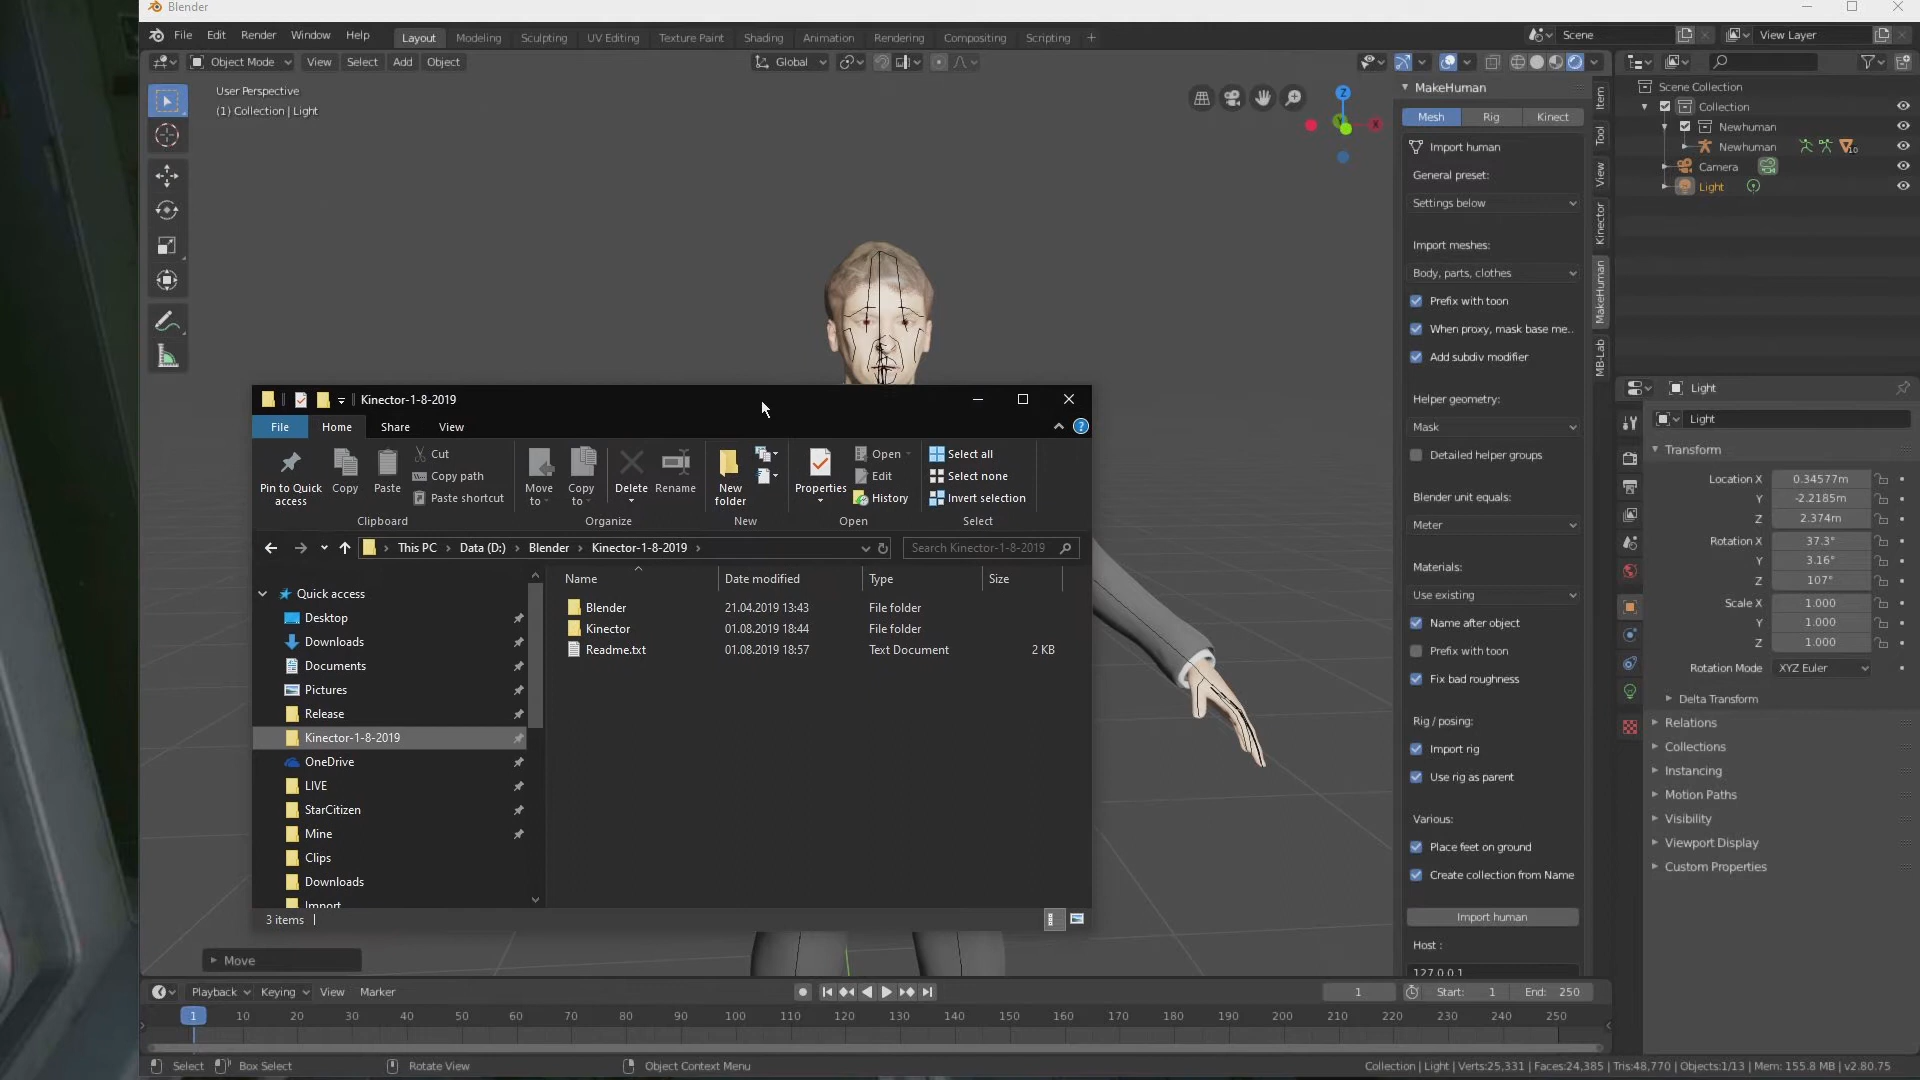 Blender
File Edit Render Window Help
Layout Modeling Sculpting UV Editing Texture Paint Shading Animation Rendering Compositing Scripting +
Scene
View Layer
Object Mode View Select Add Object
Global
User Perspective
(1) Collection | Light
Z
X
MakeHuman
Mesh Rig Kinect
Import human
General preset:
Settings below
Import meshes:
Body, parts, clothes
Prefix with toon
When proxy, mask base me..
Add subdiv modifier
Helper geometry:
Mask
Detailed helper groups
Blender unit equals:
Meter
Materials:
Use existing
Name after object
Prefix with toon
Fix bad roughness
Rig / posing:
Import rig
Use rig as parent
Various:
Place feet on ground
Create collection from Name
Import human
Host :
127.0.0.1
Item
Tool
View
Kinector
MakeHuman
MB-Lab
Scene Collection
Collection
Newhuman
Newhuman
10
Camera
Light
Light
Light
Transform
Location X 0.34577m
Y -2.2185m
Z 2.374m
Rotation X 37.3°
Y 3.16°
Z 107°
Scale X 1.000
Y 1.000
Z 1.000
Rotation Mode XYZ Euler
Delta Transform
Relations
Collections
Instancing
Motion Paths
Visibility
Viewport Display
Custom Properties
Kinector-1-8-2019
File Home Share View
Pin to Quick access
Copy
Paste
Cut
Copy path
Paste shortcut
Clipboard
Move to
Copy to
Delete
Rename
Organize
New folder
New
Properties
Open
Edit
History
Open
Select all
Select none
Invert selection
Select
This PC Data (D:) Blender Kinector-1-8-2019
Search Kinector-1-8-2019
Name Date modified Type Size
Blender 21.04.2019 13:43 File folder
Kinector 01.08.2019 18:44 File folder
Readme.txt 01.08.2019 18:57 Text Document 2 KB
Quick access
Desktop
Downloads
Documents
Pictures
Release
Kinector-1-8-2019
OneDrive
LIVE
StarCitizen
Mine
Clips
Downloads
Import
3 items
Move
Playback Keying View Marker
1 Start: 1 End: 250
1 10 20 30 40 50 60 70 80 90 100 110 120 130 140 150 160 170 180 190 200 210 220 230 240 250
Select Box Select Rotate View Object Context Menu
Collection | Light | Verts:25,331 | Faces:24,385 | Tris:48,770 | Objects:1/13 | Mem: 155.8 MB | v2.80.75